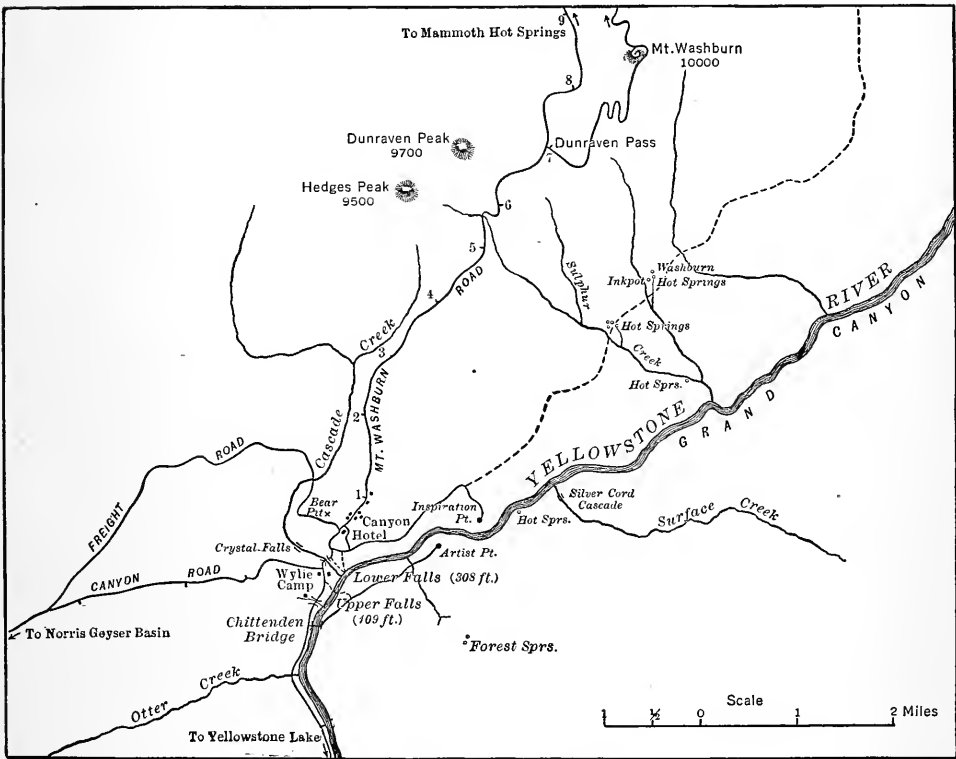 9
To Mammoth Hot Springs
Mt. Washburn
10000
8
Dunraven Peak
9700
Dunraven Pass
7
Hedges Peak
9500
6
5
ROAD
4
Sulphur
Washburn
Hot Springs
Inkpot
RIVER
CANYON
Hot Springs
Creek
3
Creek
Hot Sprs.
MT. WASHBURN
2
Cascade
YELLOWSTONE
GRAND
ROAD
FREIGHT
1
Bear
Pit x
Canyon
Hotel
Inspiration
Pt.
Hot Sprs.
Silver Cord
Cascade
Surface Creek
Crystal Falls
Artist Pt.
CANYON ROAD
Wylie
Camp
Lower Falls (308 ft.)
Upper Falls
(109 ft.)
Chittenden
Bridge
To Norris Geyser Basin
Forest Sprs.
Otter Creek
To Yellowstone Lake
Scale
1 ½ 0 1 2 Miles